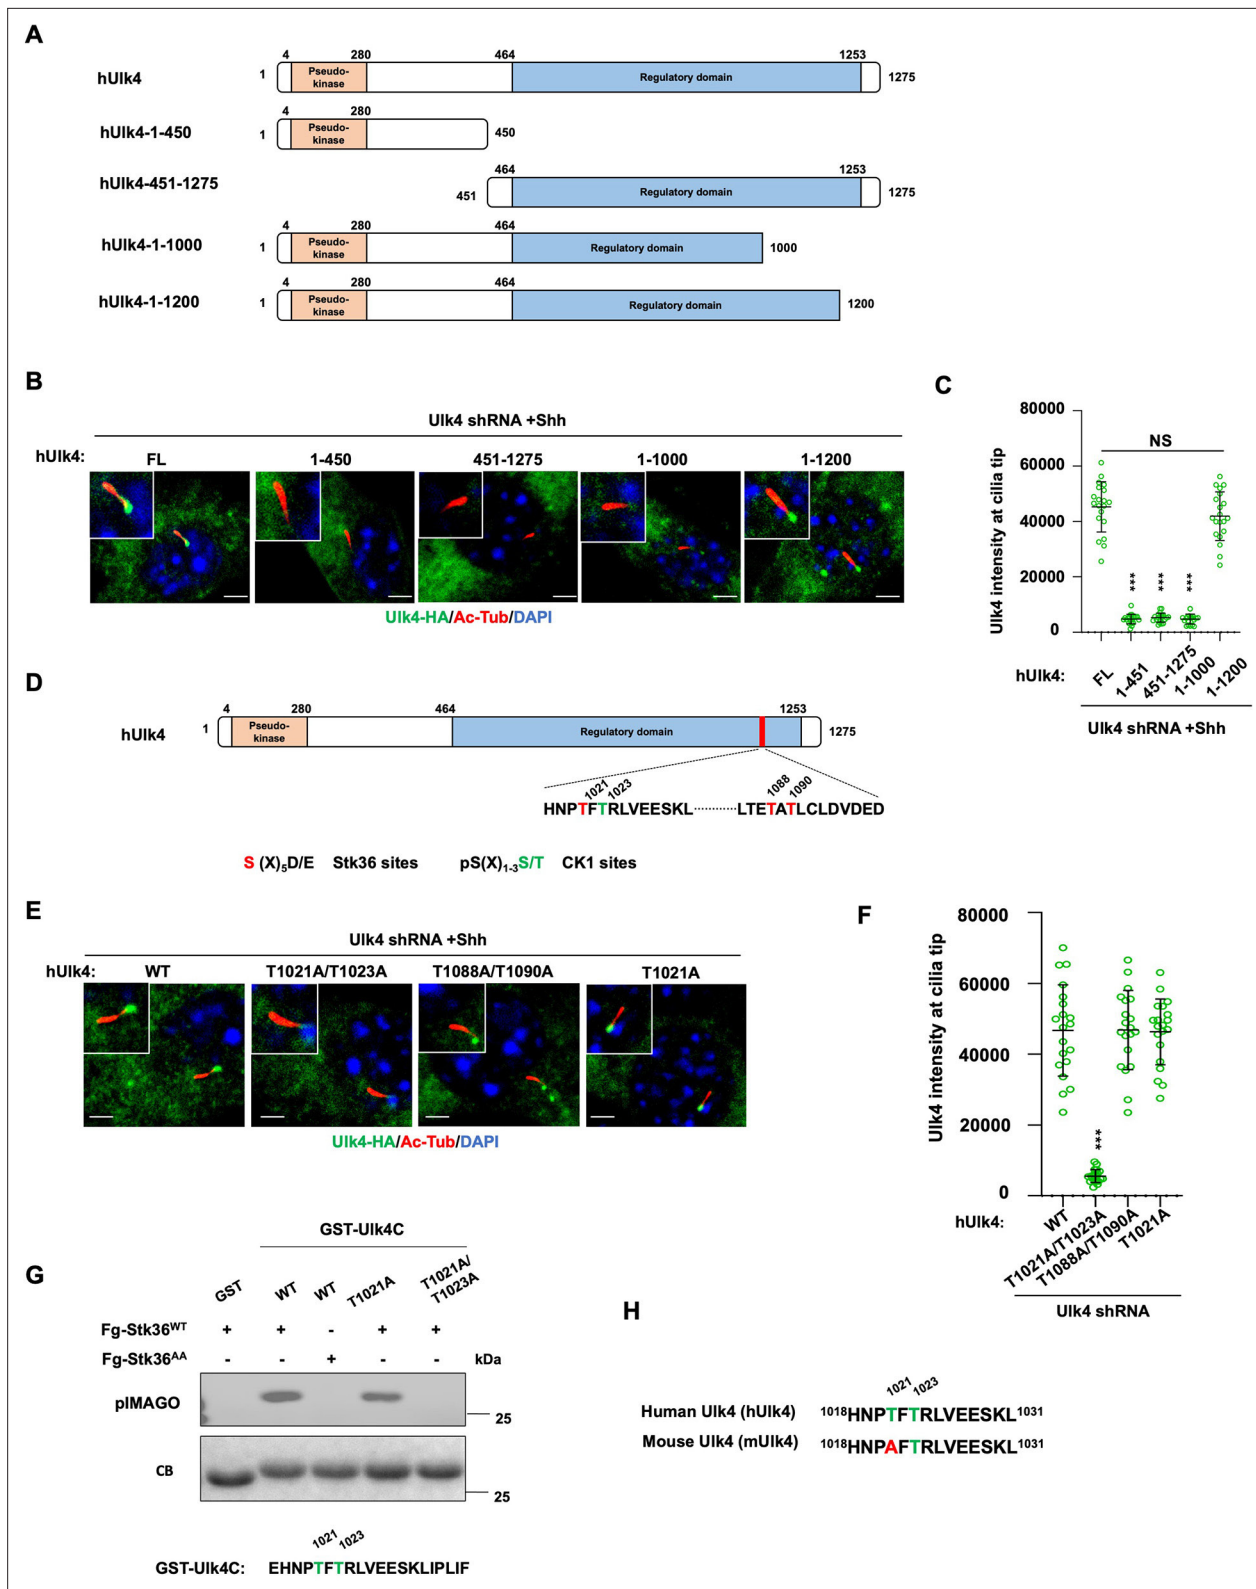 A
4 280 464 1253
hUlk4 1 Pseudo-kinase Regulatory domain 1275
4 280
hUlk4-1-450 1 Pseudo-kinase 450
464 1253
hUlk4-451-1275 451 Regulatory domain 1275
4 280 464
hUlk4-1-1000 1 Pseudo-kinase Regulatory domain 1000
4 280 464
hUlk4-1-1200 1 Pseudo-kinase Regulatory domain 1200
B
Ulk4 shRNA +Shh
hUlk4: FL 1-450 451-1275 1-1000 1-1200
Ulk4-HA/Ac-Tub/DAPI
C
Ulk4 intensity at cilia tip
80000
60000
40000
20000
0
NS
*** *** ***
hUlk4: FL 1-451 451-1275 1-1000 1-1200
Ulk4 shRNA +Shh
D
4 280 464 1253
hUlk4 1 Pseudo-kinase Regulatory domain 1275
1021 1023 1088 1090
HNPTFTRLVEESKL··········LTETATLCLDVDED
S (X)5D/E Stk36 sites pS(X)1-3S/T CK1 sites
E
Ulk4 shRNA +Shh
hUlk4: WT T1021A/T1023A T1088A/T1090A T1021A
Ulk4-HA/Ac-Tub/DAPI
F
Ulk4 intensity at cilia tip
80000
60000
40000
20000
0
***
hUlk4: WT T1021A/T1023A T1088A/T1090A T1021A
Ulk4 shRNA
G
GST-Ulk4C
GST WT WT T1021A T1021A/T1023A
Fg-Stk36WT + + - + +
Fg-Stk36AA - - + - - kDa
pIMAGO 25
CB 25
1021 1023
GST-Ulk4C: EHNPTFTRLVEESKLIPLIF
H
1021 1023
Human Ulk4 (hUlk4) 1018HNPTFTRLVEESKL1031
Mouse Ulk4 (mUlk4) 1018HNPAFTRLVEESKL1031